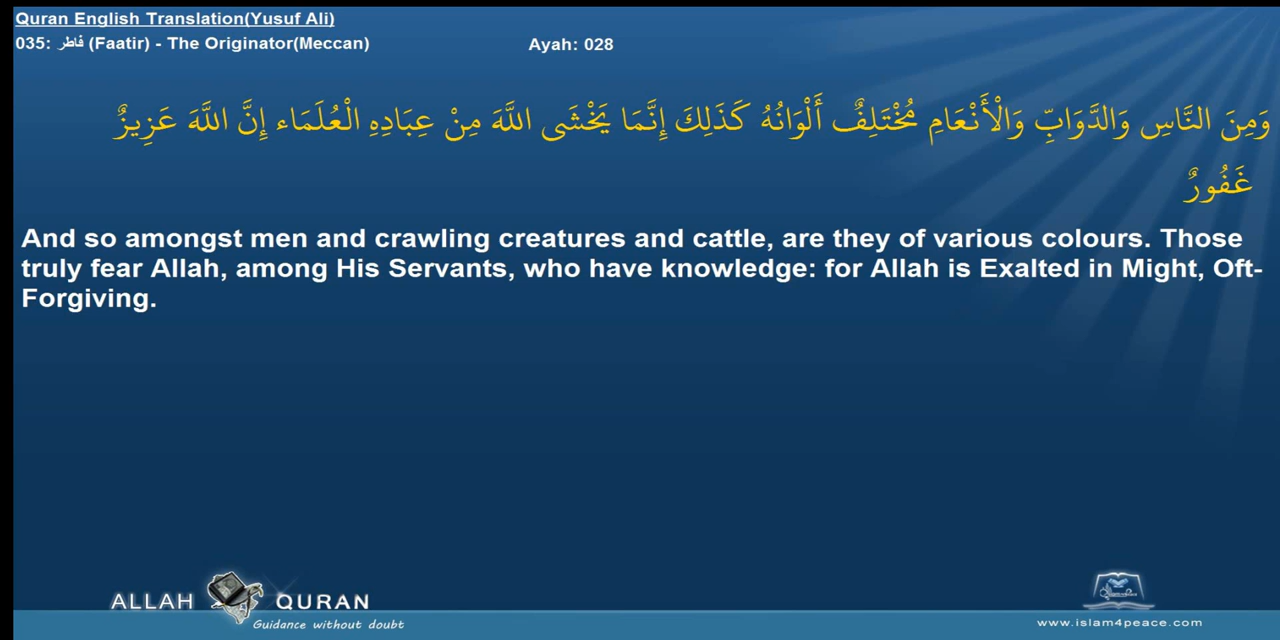 Quran English Translation(Yusuf Ali)
035: فاطر (Faatir) - The Originator(Meccan) Ayah: 028
وَمِنَ النَّاسِ وَالدَّوَابِّ وَالْأَنْعَامِ مُخْتَلِفٌ أَلْوَانُهُ كَذَلِكَ إِنَّمَا يَخْشَى اللَّهَ مِنْ عِبَادِهِ الْعُلَمَاء إِنَّ اللَّهَ عَزِيزٌ
غَفُورٌ
And so amongst men and crawling creatures and cattle, are they of various colours. Those
truly fear Allah, among His Servants, who have knowledge: for Allah is Exalted in Might, Oft-
Forgiving.
ALLAH QURAN
Guidance without doubt
www.islam4peace.com